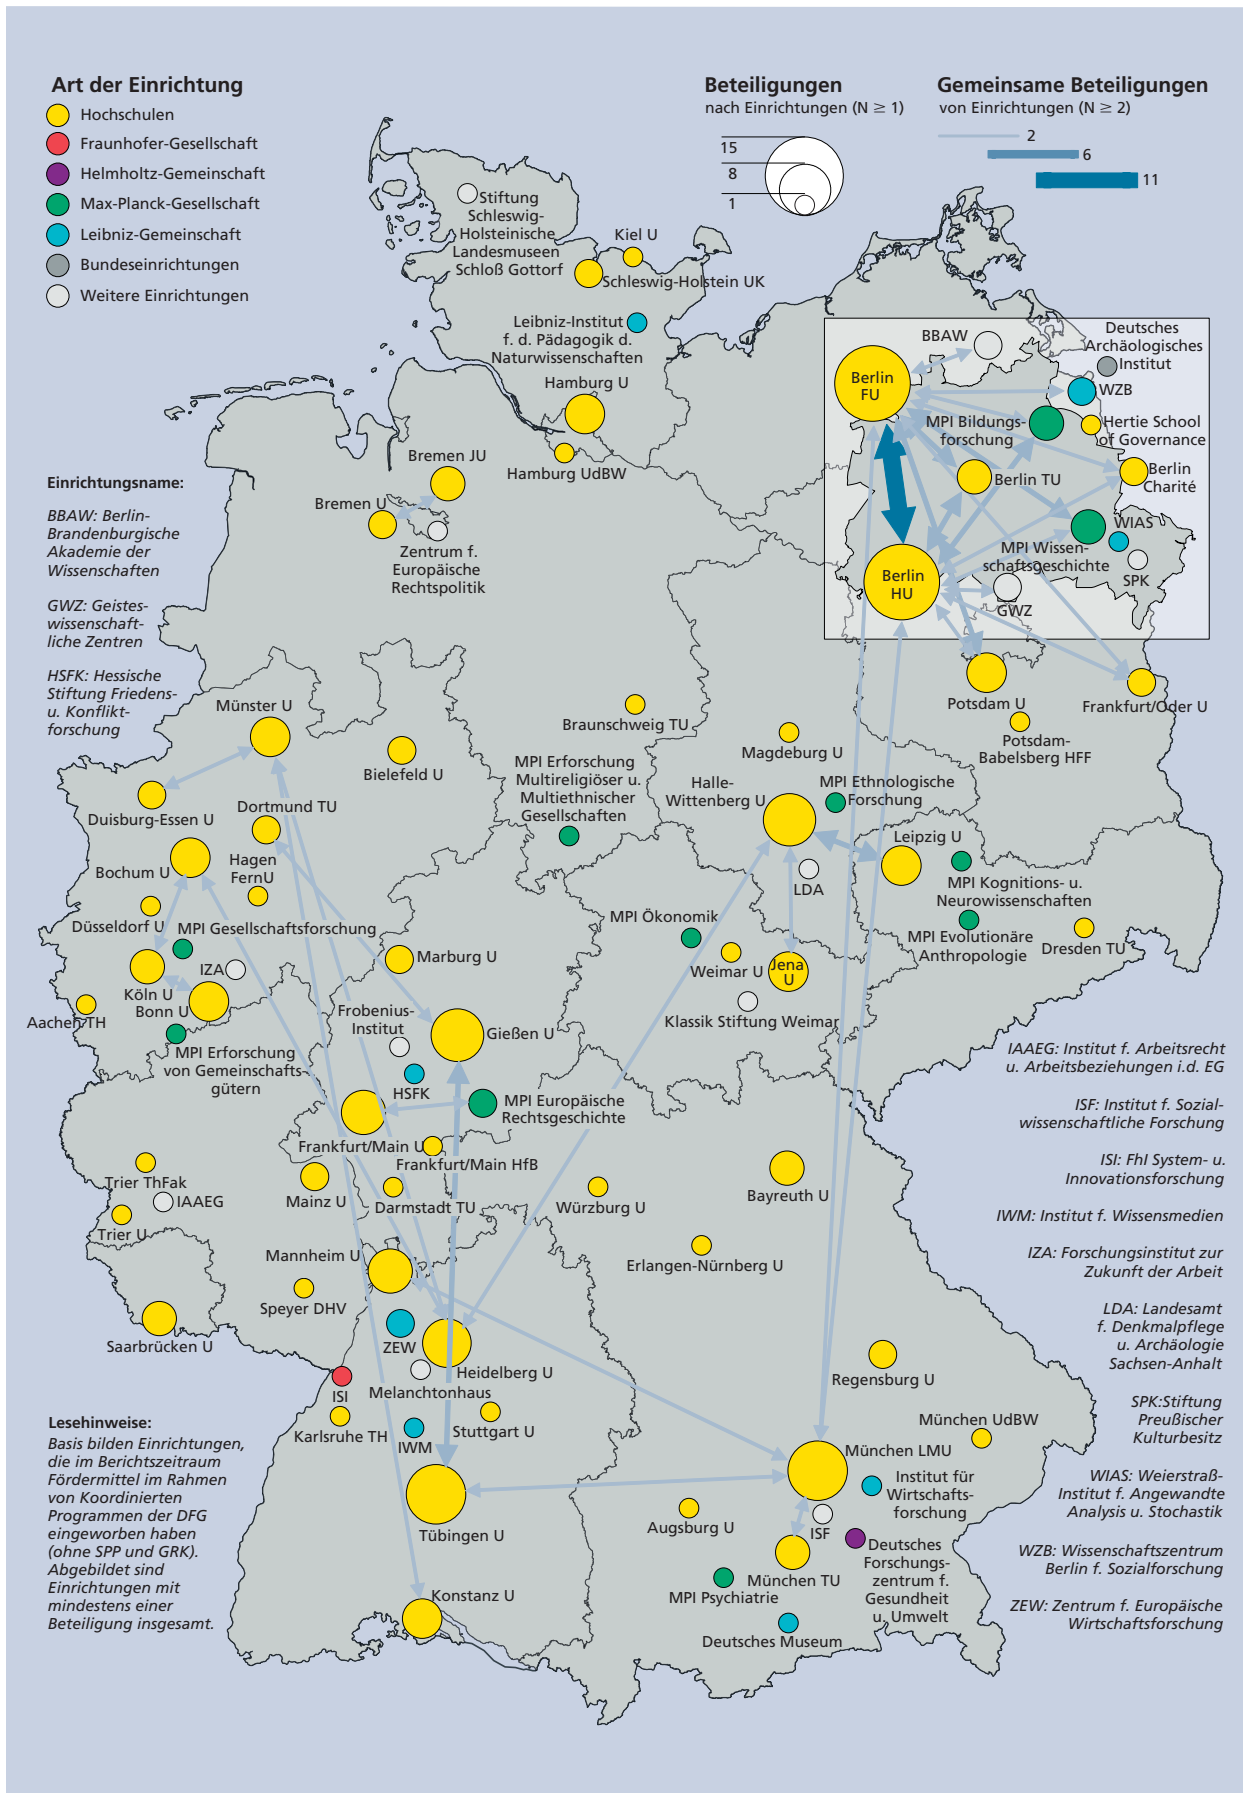 Art der Einrichtung
Hochschulen
Fraunhofer-Gesellschaft
Helmholtz-Gemeinschaft
Max-Planck-Gesellschaft
Leibniz-Gemeinschaft
Bundeseinrichtungen
Weitere Einrichtungen
Beteiligungen
nach Einrichtungen (N ≥ 1)
15
8
1
Gemeinsame Beteiligungen
von Einrichtungen (N ≥ 2)
2
6
11
Stiftung
Schleswig-
Holsteinische
Landesmuseen
Schloß Gottorf
Kiel U
Schleswig-Holstein UK
Leibniz-Institut
f. d. Pädagogik d.
Naturwissenschaften
Hamburg U
Hamburg UdBW
Bremen JU
Bremen U
Zentrum f.
Europäische
Rechtspolitik
BBAW
Deutsches
Archäologisches
Institut
Berlin
FU
WZB
MPI Bildungs-
forschung
Hertie School
of Governance
Berlin TU
Berlin
Charité
WIAS
MPI Wissen-
schaftsgeschichte
SPK
Berlin
HU
GWZ
Potsdam U
Frankfurt/Oder U
Potsdam-
Babelsberg HFF
Einrichtungsname:
BBAW: Berlin-
Brandenburgische
Akademie der
Wissenschaften
GWZ: Geistes-
wissenschaft-
liche Zentren
HSFK: Hessische
Stiftung Friedens-
u. Konflikt-
forschung
Münster U
Bielefeld U
Braunschweig TU
Magdeburg U
MPI Erforschung
Multireligiöser u.
Multiethnischer
Gesellschaften
Halle-
Wittenberg U
MPI Ethnologische
Forschung
Duisburg-Essen U
Dortmund TU
Bochum U
Hagen
FernU
Leipzig U
LDA
MPI Kognitions- u.
Neurowissenschaften
Düsseldorf U
MPI Gesellschaftsforschung
MPI Ökonomik
MPI Evolutionäre
Anthropologie
Dresden TU
Marburg U
Weimar U
Jena
U
IZA
Köln U
Bonn U
Klassik Stiftung Weimar
Aachen TH
Frobenius-
Institut
Gießen U
MPI Erforschung
von Gemeinschafts-
gütern
HSFK
MPI Europäische
Rechtsgeschichte
Frankfurt/Main U
Frankfurt/Main HfB
Trier ThFak
IAAEG
Trier U
Mainz U
Darmstadt TU
Würzburg U
Bayreuth U
Mannheim U
Erlangen-Nürnberg U
Speyer DHV
Saarbrücken U
ZEW
Heidelberg U
Regensburg U
Melanchtonhaus
ISI
Karlsruhe TH
Stuttgart U
IWM
München UdBW
München LMU
Institut für
Wirtschafts-
forschung
Tübingen U
Augsburg U
ISF
Deutsches
Forschungs-
zentrum f.
Gesundheit
u. Umwelt
München TU
MPI Psychiatrie
Konstanz U
Deutsches Museum
IAAEG: Institut f. Arbeitsrecht
u. Arbeitsbeziehungen i.d. EG
ISF: Institut f. Sozial-
wissenschaftliche Forschung
ISI: FhI System- u.
Innovationsforschung
IWM: Institut f. Wissensmedien
IZA: Forschungsinstitut zur
Zukunft der Arbeit
LDA: Landesamt
f. Denkmalpflege
u. Archäologie
Sachsen-Anhalt
SPK:Stiftung
Preußischer
Kulturbesitz
WIAS: Weierstraß-
Institut f. Angewandte
Analysis u. Stochastik
WZB: Wissenschaftszentrum
Berlin f. Sozialforschung
ZEW: Zentrum f. Europäische
Wirtschaftsforschung
Lesehinweise:
Basis bilden Einrichtungen,
die im Berichtszeitraum
Fördermittel im Rahmen
von Koordinierten
Programmen der DFG
eingeworben haben
(ohne SPP und GRK).
Abgebildet sind
Einrichtungen mit
mindestens einer
Beteiligung insgesamt.